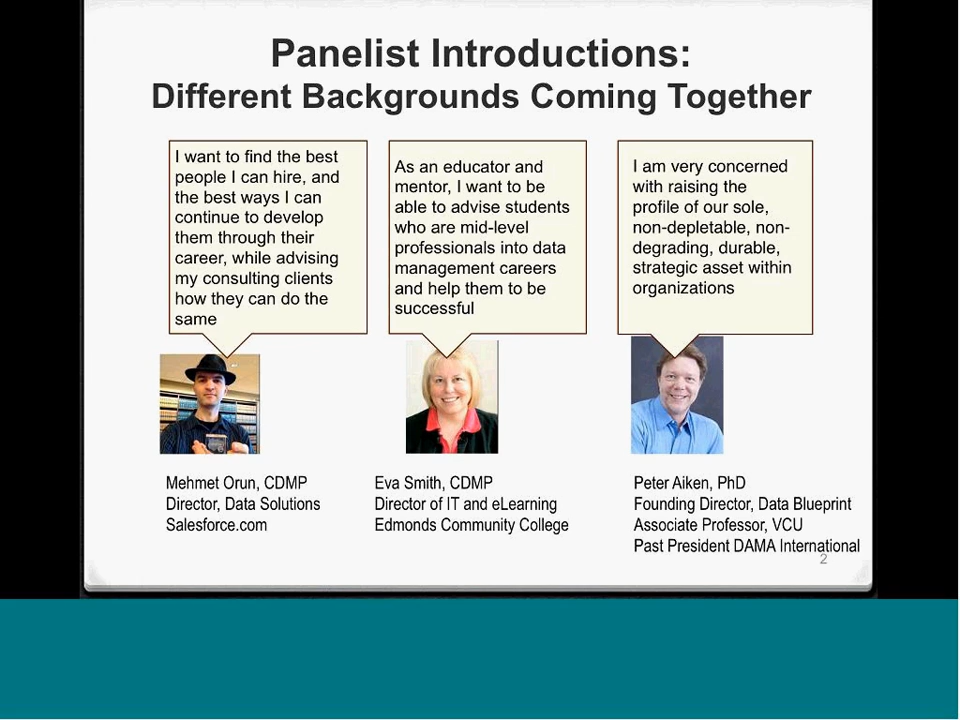 Panelist Introductions:
Different Backgrounds Coming Together
I want to find the best
people I can hire, and
the best ways I can
continue to develop
them through their
career, while advising
my consulting clients
how they can do the
same
As an educator and
mentor, I want to be
able to advise students
who are mid-level
professionals into data
management careers
and help them to be
successful
I am very concerned
with raising the
profile of our sole,
non-depletable, non-
degrading, durable,
strategic asset within
organizations
Mehmet Orun, CDMP
Director, Data Solutions
Salesforce.com
Eva Smith, CDMP
Director of IT and eLearning
Edmonds Community College
Peter Aiken, PhD
Founding Director, Data Blueprint
Associate Professor, VCU
Past President DAMA International
2